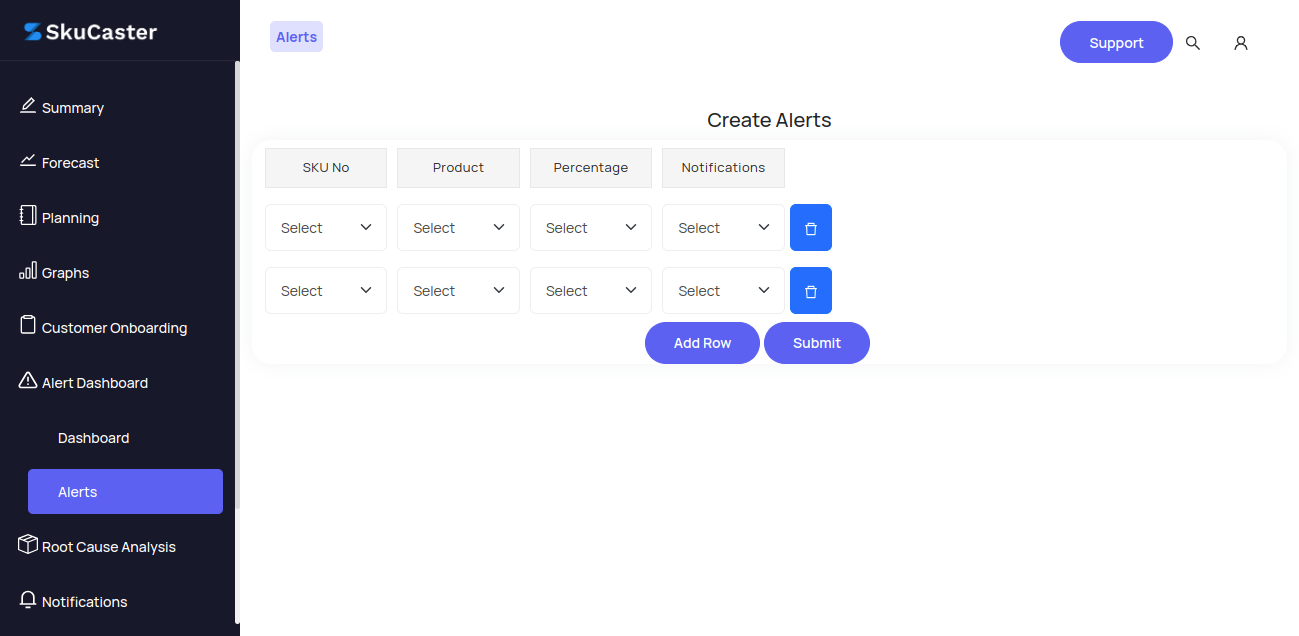 SkuCaster
Summary
Forecast
Planning
Graphs
Customer Onboarding
Alert Dashboard
Dashboard
Alerts
Root Cause Analysis
Notifications
Alerts
Support
Create Alerts
SKU No Product Percentage Notifications
Select Select Select Select
Select Select Select Select
Add Row Submit